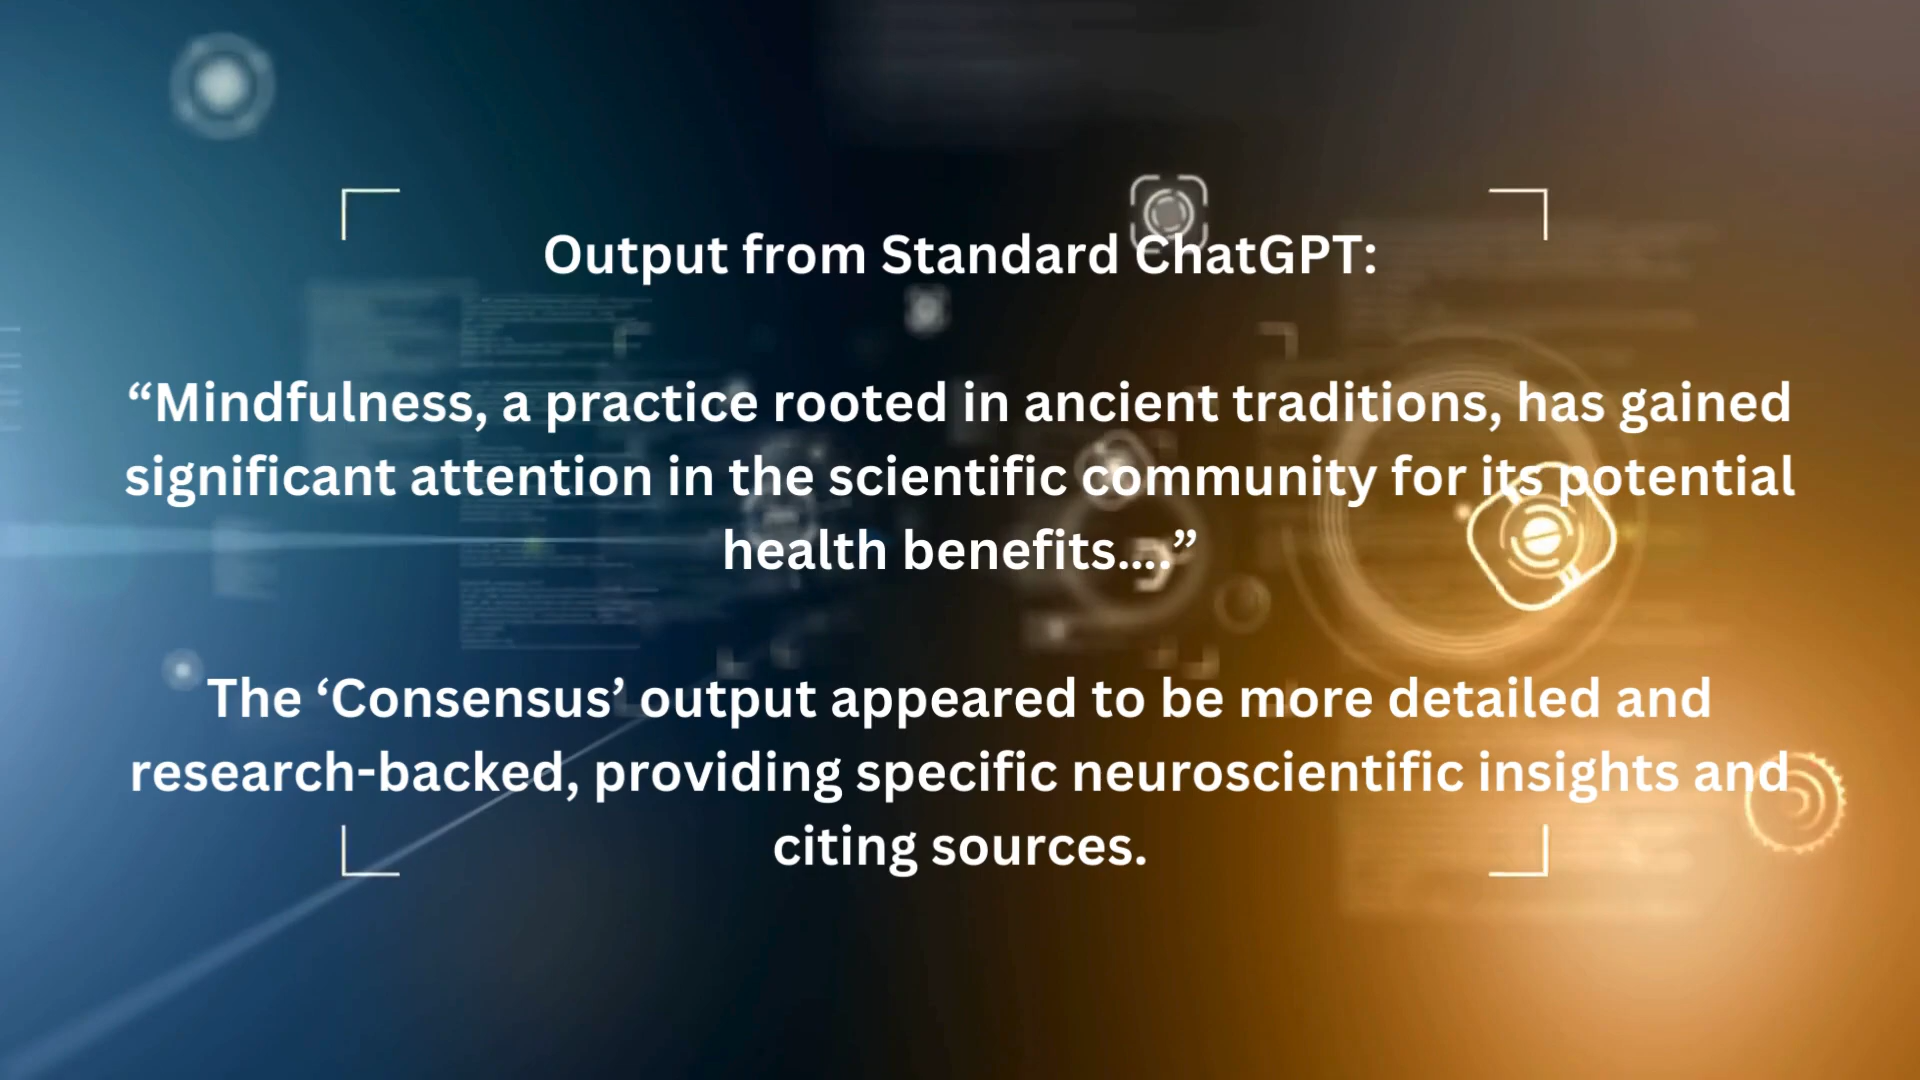 Output from Standard ChatGPT:
“Mindfulness, a practice rooted in ancient traditions, has gained
significant attention in the scientific community for its potential
health benefits....”
The ‘Consensus’ output appeared to be more detailed and
research-backed, providing specific neuroscientific insights and
citing sources.